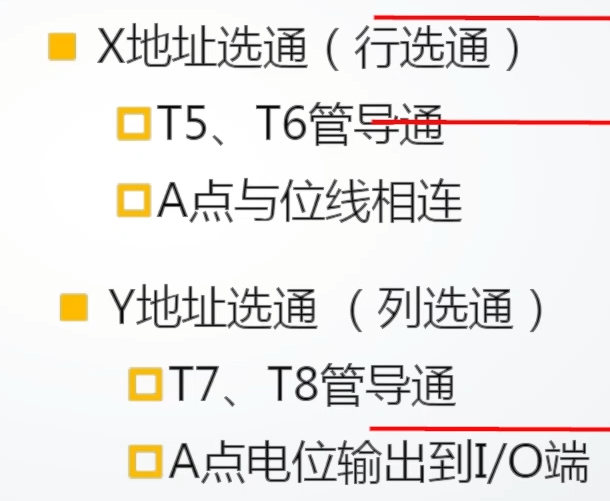 X地址选通（行选通）
T5、T6管导通
A点与位线相连
Y地址选通 （列选通）
T7、T8管导通
A点电位输出到I/O端